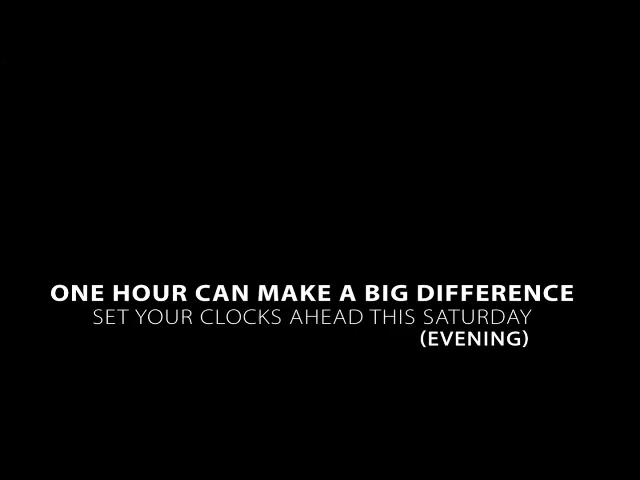 ONE HOUR CAN MAKE A BIG DIFFERENCE
SET YOUR CLOCKS AHEAD THIS SATURDAY
(EVENING)